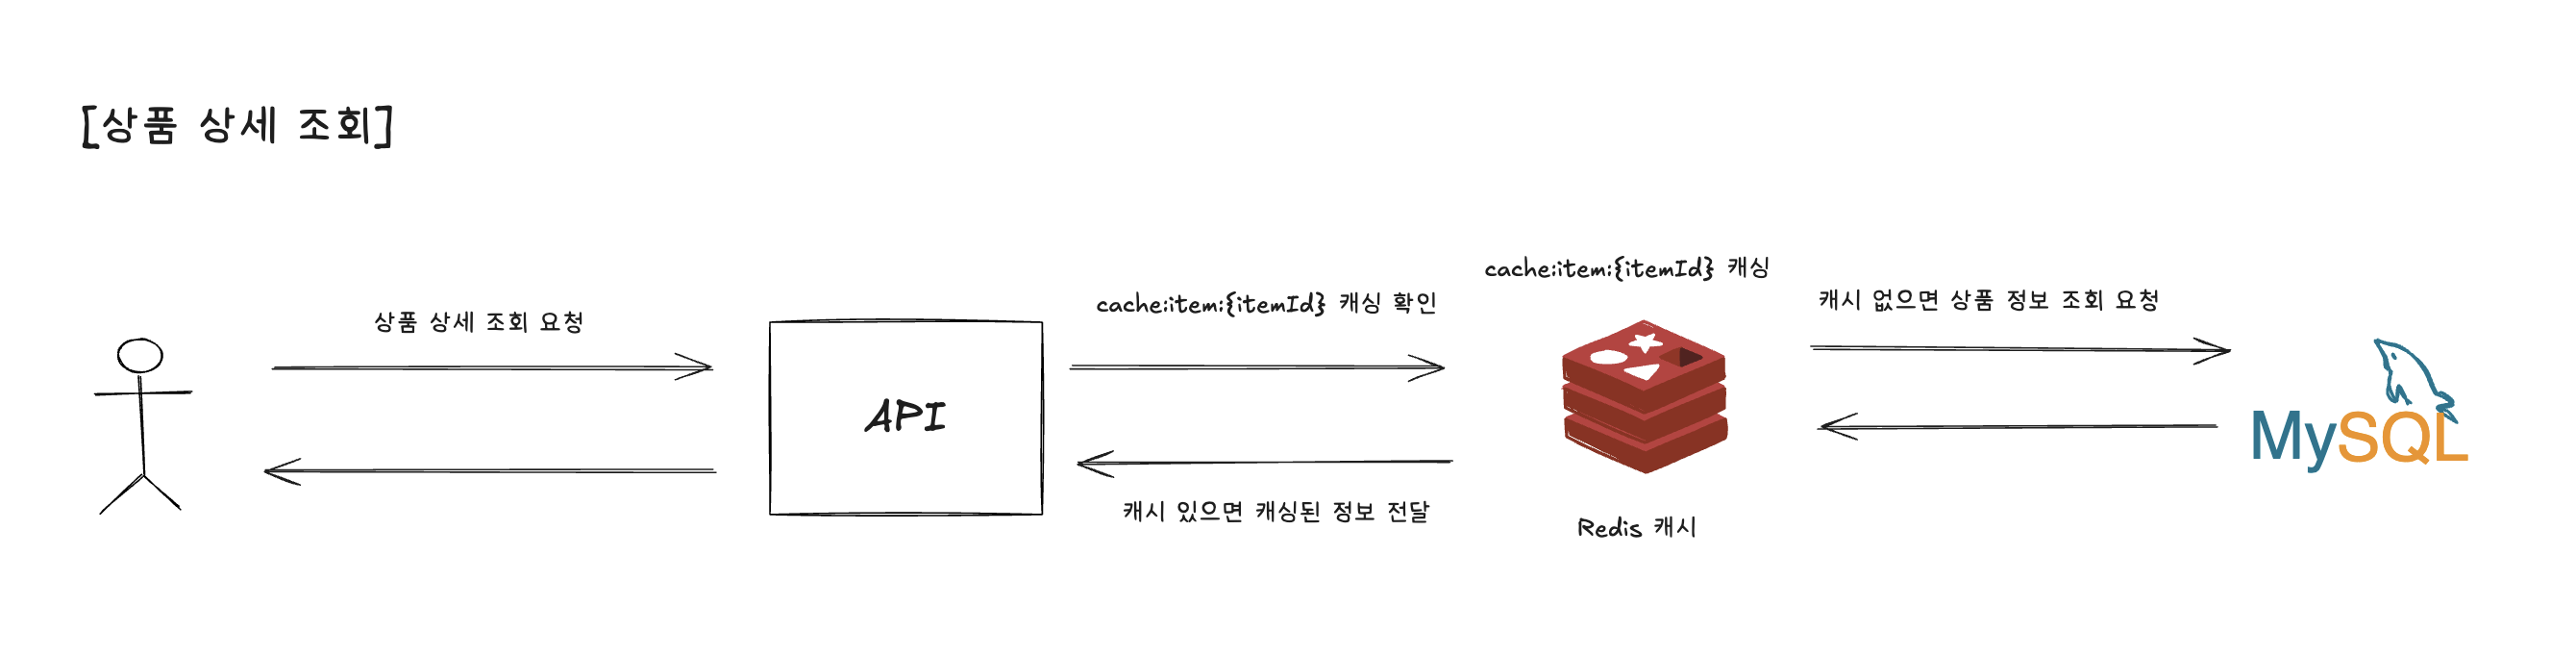 [상품 상세 조회]
상품 상세 조회 요청
API
cache:item:{itemId} 캐싱 확인
캐시 있으면 캐싱된 정보 전달
cache:item:{itemId} 캐싱
Redis 캐시
캐시 없으면 상품 정보 조회 요청
MySQL